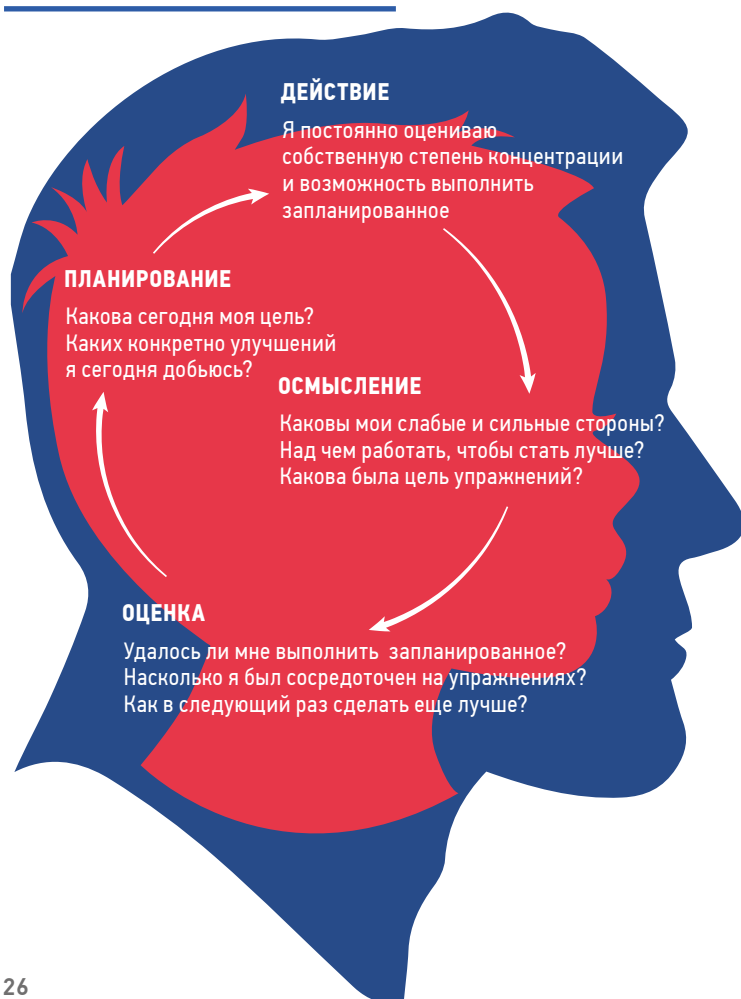 ДЕЙСТВИЕ
Я постоянно оцениваю
собственную степень концентрации
и возможность выполнить
запланированное
ПЛАНИРОВАНИЕ
Какова сегодня моя цель?
Каких конкретно улучшений
я сегодня добьюсь?
ОСМЫСЛЕНИЕ
Каковы мои слабые и сильные стороны?
Над чем работать, чтобы стать лучше?
Какова была цель упражнений?
ОЦЕНКА
Удалось ли мне выполнить  запланированное?
Насколько я был сосредоточен на упражнениях?
Как в следующий раз сделать еще лучше?
26